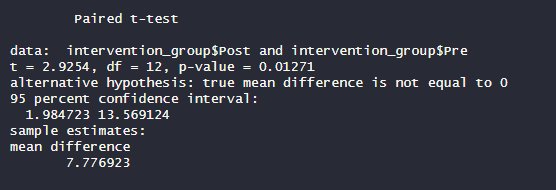 Paired t-test
data:  intervention_group$Post and intervention_group$Pre
t = 2.9254, df = 12, p-value = 0.01271
alternative hypothesis: true mean difference is not equal to 0
95 percent confidence interval:
1.984723 13.569124
sample estimates:
mean difference
7.776923